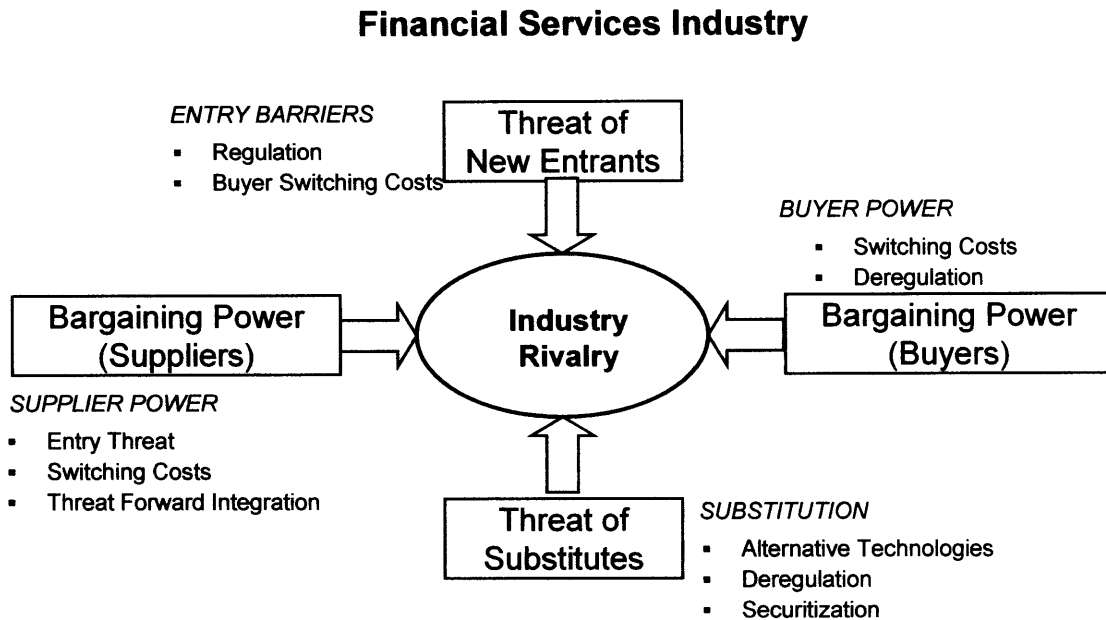 Financial Services Industry
ENTRY BARRIERS
▪ Regulation
▪ Buyer Switching Costs
Threat of
New Entrants
BUYER POWER
▪ Switching Costs
▪ Deregulation
Bargaining Power
(Suppliers)
Industry
Rivalry
Bargaining Power
(Buyers)
SUPPLIER POWER
▪ Entry Threat
▪ Switching Costs
▪ Threat Forward Integration
Threat of
Substitutes
SUBSTITUTION
▪ Alternative Technologies
▪ Deregulation
▪ Securitization